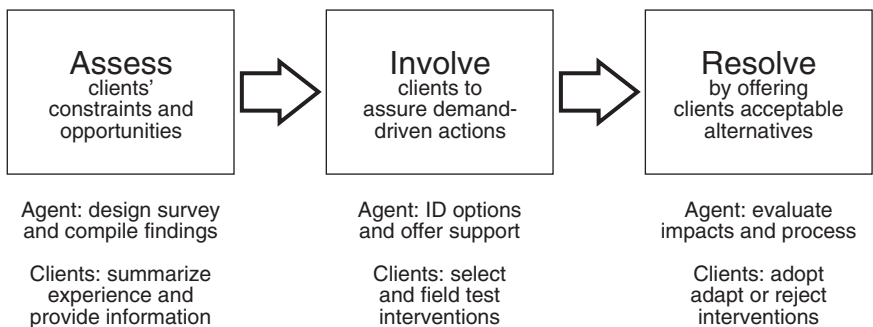 Assess
clients'
constraints and
opportunities
Involve
clients to
assure demand-
driven actions
Resolve
by offering
clients acceptable
alternatives
Agent: design survey
and compile findings
Clients: summarize
experience and
provide information
Agent: ID options
and offer support
Clients: select
and field test
interventions
Agent: evaluate
impacts and process
Clients: adopt
adapt or reject
interventions